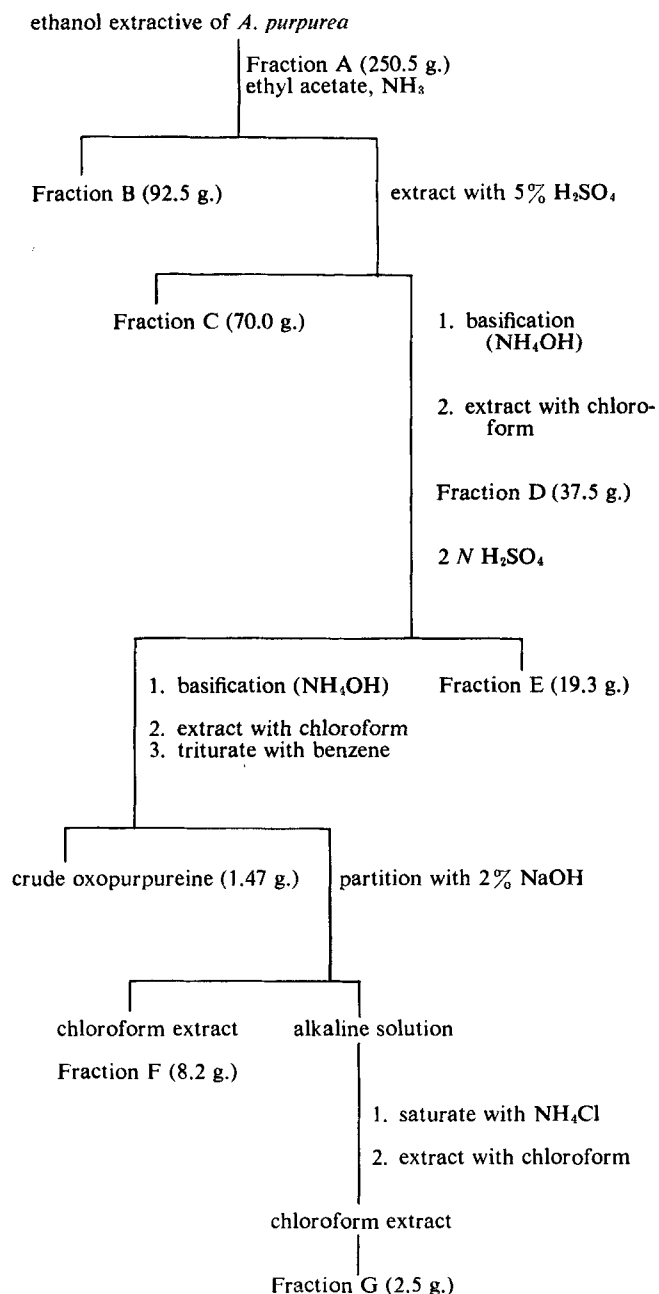 ethanol extractive of A. purpurea
Fraction A (250.5 g.)
ethyl acetate, NH₃
Fraction B (92.5 g.)
extract with 5% H₂SO₄
Fraction C (70.0 g.)
1. basification
(NH₄OH)
2. extract with chloro-
form
Fraction D (37.5 g.)
2 N H₂SO₄
1. basification (NH₄OH)
Fraction E (19.3 g.)
2. extract with chloroform
3. triturate with benzene
crude oxopurpureine (1.47 g.)
partition with 2% NaOH
chloroform extract
alkaline solution
Fraction F (8.2 g.)
1. saturate with NH₄Cl
2. extract with chloroform
chloroform extract
Fraction G (2.5 g.)